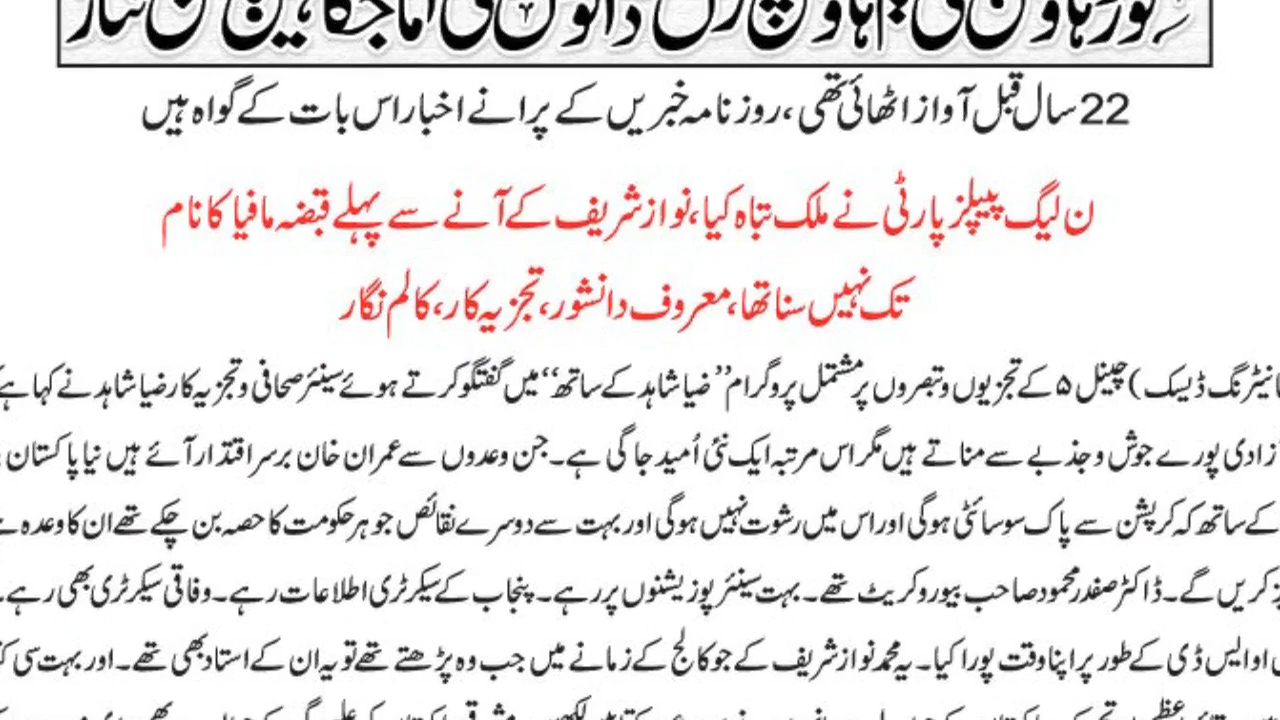 22 سال قبل آواز اٹھائی تھی ،روزنامہ خبریں کے پرانے اخبار اس بات کے گواہ ہیں
ن لیگ پیپلز پارٹی نے ملک تباہ کیا، نواز شریف کے آنے سے پہلے قبضہ مافیا کا نام
تک نہیں سنا تھا، معروف دانشور، تجزیہ کار، کالم نگار
ڈیسک) چینل ۵ کے تجزیوں و تبصروں پر مشتمل پروگرام ”ضیا شاہد کے ساتھ“ میں گفتگو کرتے ہوئے سینئر صحافی و تجزیہ کار ضیا شاہد نے کہا ہے
پورے جوش و جذبے سے مناتے ہیں مگر اس مرتبہ ایک نئی اُمید جاگی ہے۔ جن وعدوں سے عمران خان برسراقتدار آئے ہیں نیا پاکستان
کے ساتھ کہ کرپشن سے پاک سوسائٹی ہوگی اور اس میں رشوت نہیں ہوگی اور بہت سے دوسرے نقائص جو ہر حکومت کا حصہ بن چکے تھے ان کا وعدہ
کریں گے۔ ڈاکٹر صفدر محمود صاحب بیوروکریٹ تھے۔ بہت سینئر پوزیشنوں پر رہے۔ پنجاب کے سیکرٹری اطلاعات رہے۔ وفاقی سیکرٹری بھی رہے۔
او ایس ڈی کے طور پر اپنا وقت پورا کیا۔ یہ محمد نواز شریف کے جو کالج کے زمانے میں جب وہ پڑھتے تھے تو یہ ان کے استاد بھی تھے۔ اور بہت سی